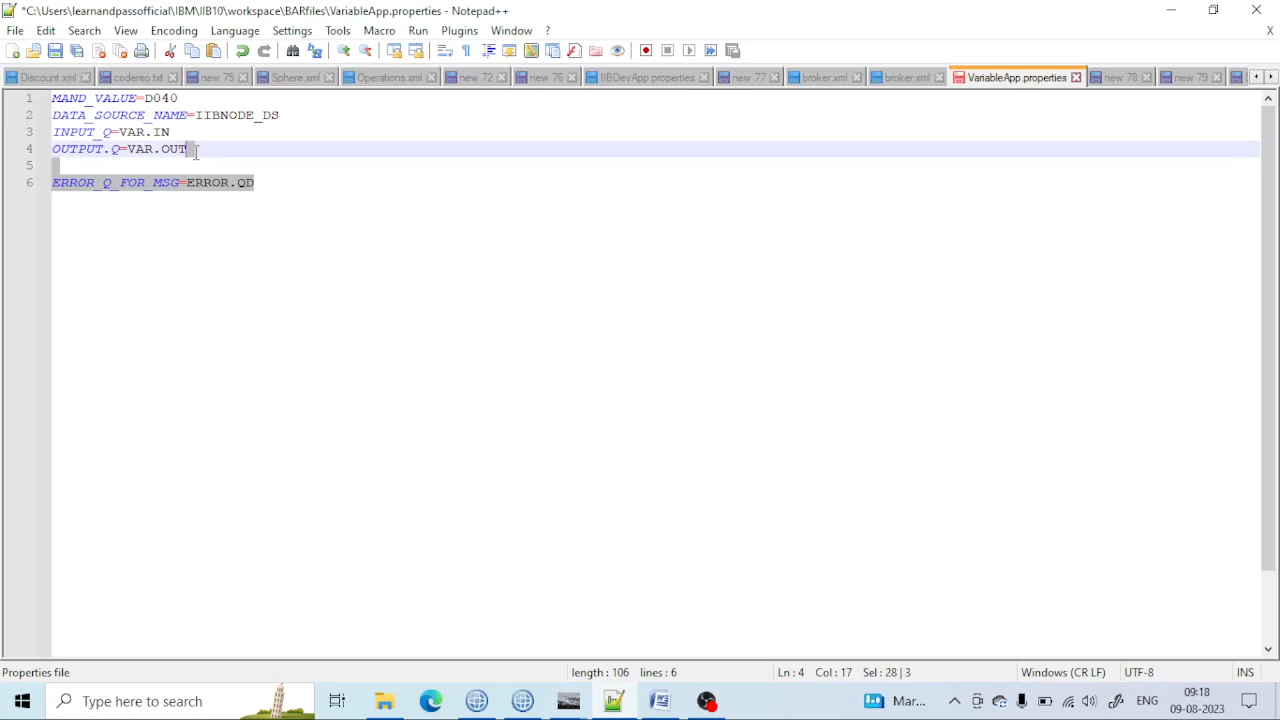 *C:\Users\learnandpassofficial\IBM\IIB10\workspace\BARfiles\VariableApp.properties - Notepad++
File Edit Search View Encoding Language Settings Tools Macro Run Plugins Window ? X
Discount.xml codereo.txt new 75 Sphere.xml Operations.xml new 72 new 76 IIBDevApp.properties new 77 broker.xml broker.xml VariableApp.properties new 78 new 79
1 MAND_VALUE=D040
2 DATA_SOURCE_NAME=IIBNODE_DS
3 INPUT_Q=VAR.IN
4 OUTPUT.Q=VAR.OUT
5
6 ERROR_Q_FOR_MSG=ERROR.QD
Properties file length : 106 lines : 6 Ln : 4 Col : 17 Sel : 28 | 3 Windows (CR LF) UTF-8 INS
Type here to search Mar... ENG 09:18
09-08-2023